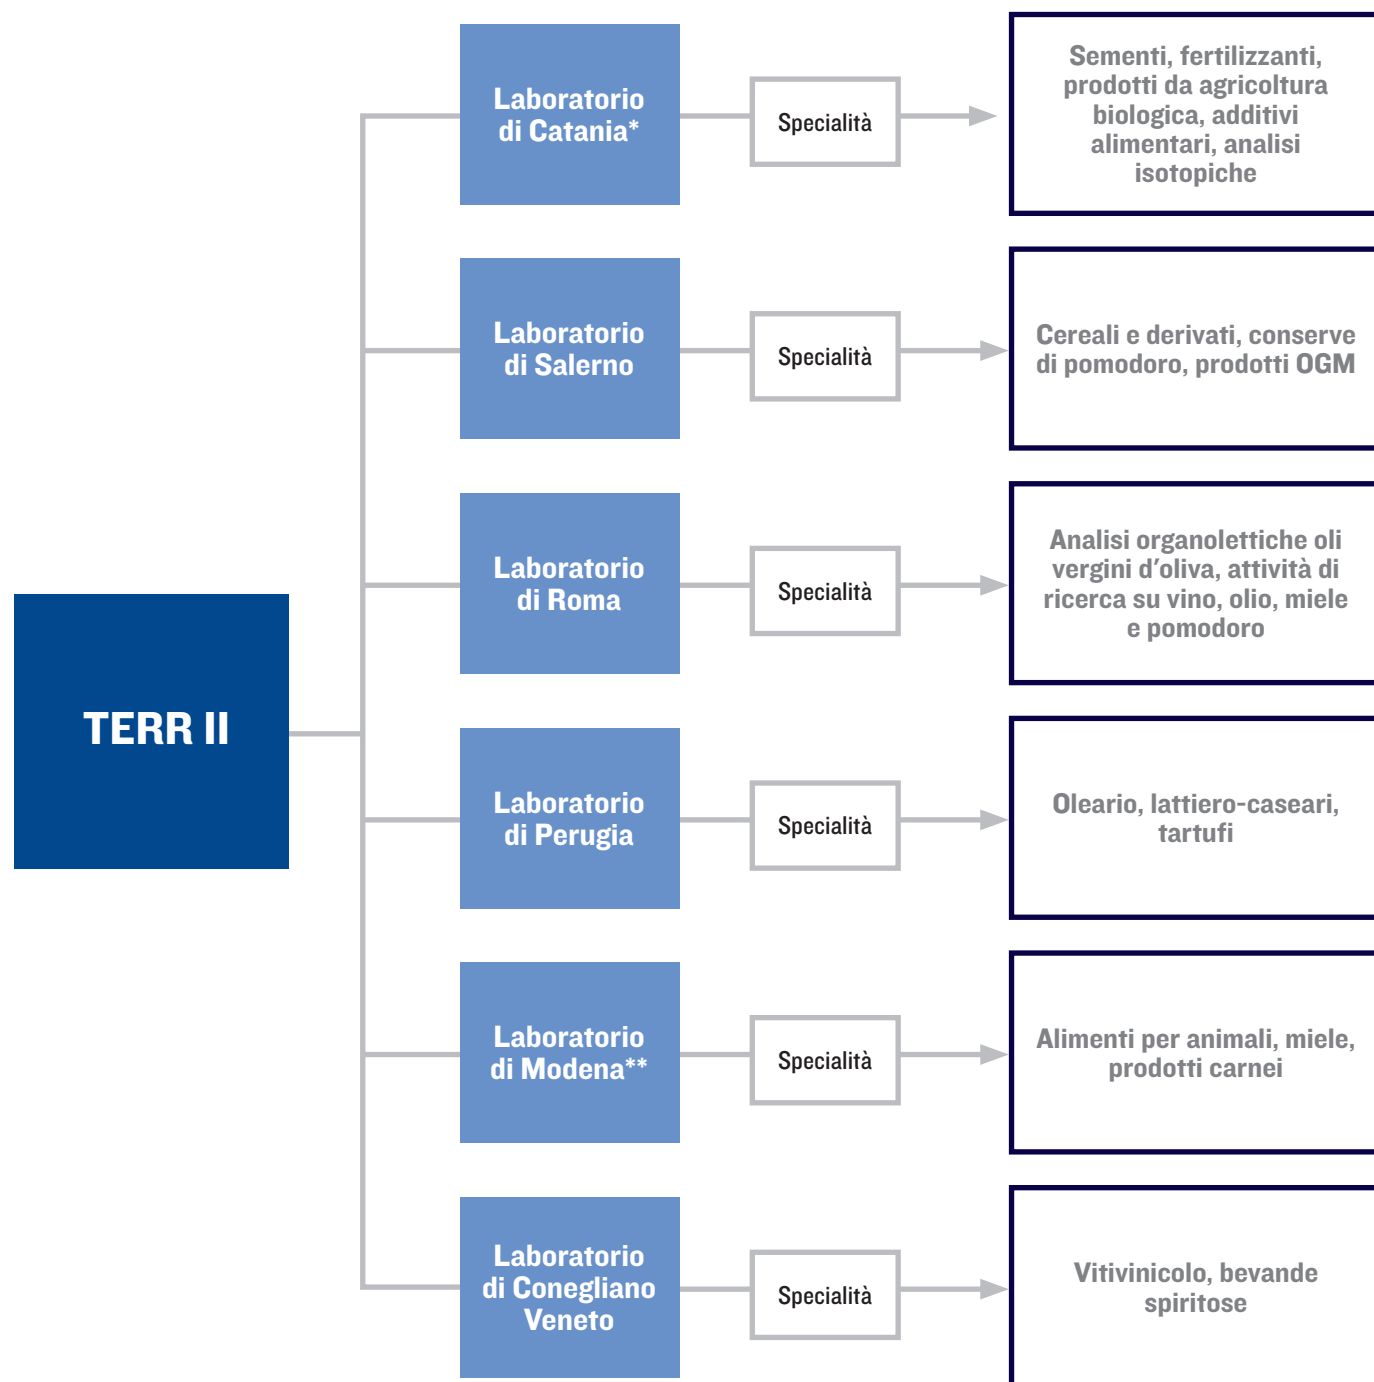 TERR II
Laboratorio
di Catania*
Specialità
Sementi, fertilizzanti,
prodotti da agricoltura
biologica, additivi
alimentari, analisi
isotopiche
Laboratorio
di Salerno
Specialità
Cereali e derivati, conserve
di pomodoro, prodotti OGM
Laboratorio
di Roma
Specialità
Analisi organolettiche oli
vergini d’oliva, attività di
ricerca su vino, olio, miele
e pomodoro
Laboratorio
di Perugia
Specialità
Oleario, lattiero-caseari,
tartufi
Laboratorio
di Modena**
Specialità
Alimenti per animali, miele,
prodotti carnei
Laboratorio
di Conegliano
Veneto
Specialità
Vitivinicolo, bevande
spiritose